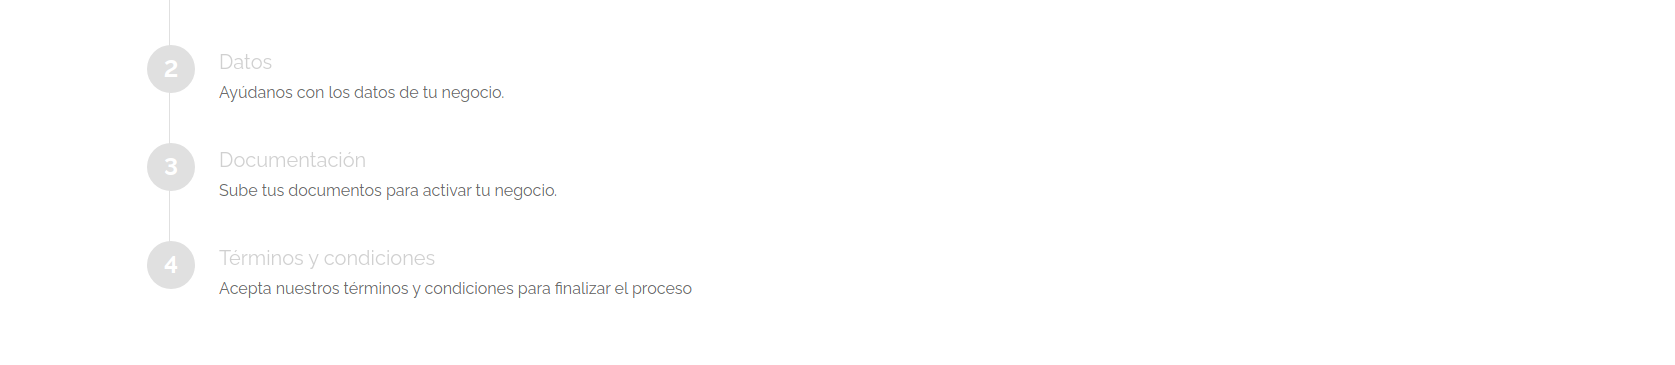 2
Datos
Ayúdanos con los datos de tu negocio.
3
Documentación
Sube tus documentos para activar tu negocio.
4
Términos y condiciones
Acepta nuestros términos y condiciones para finalizar el proceso